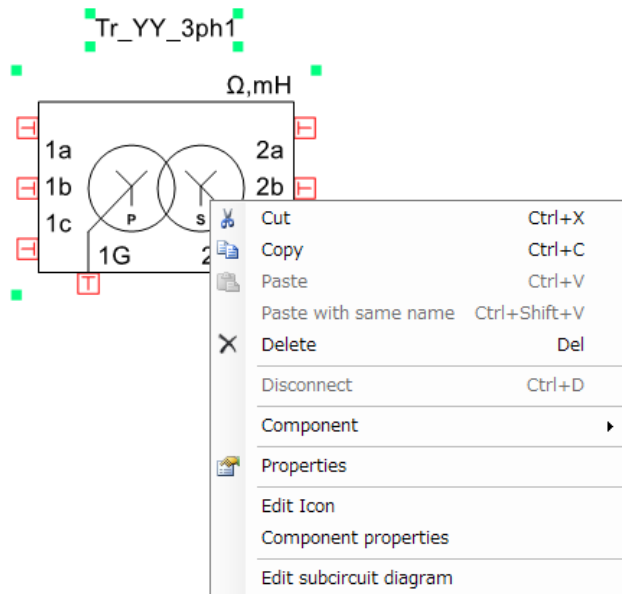 Tr_YY_3ph1
Ω,mH
1a 2a
1b 2b
P S
1c
1G 2
Cut Ctrl+X
Copy Ctrl+C
Paste Ctrl+V
Paste with same name Ctrl+Shift+V
Delete Del
Disconnect Ctrl+D
Component
Properties
Edit Icon
Component properties
Edit subcircuit diagram